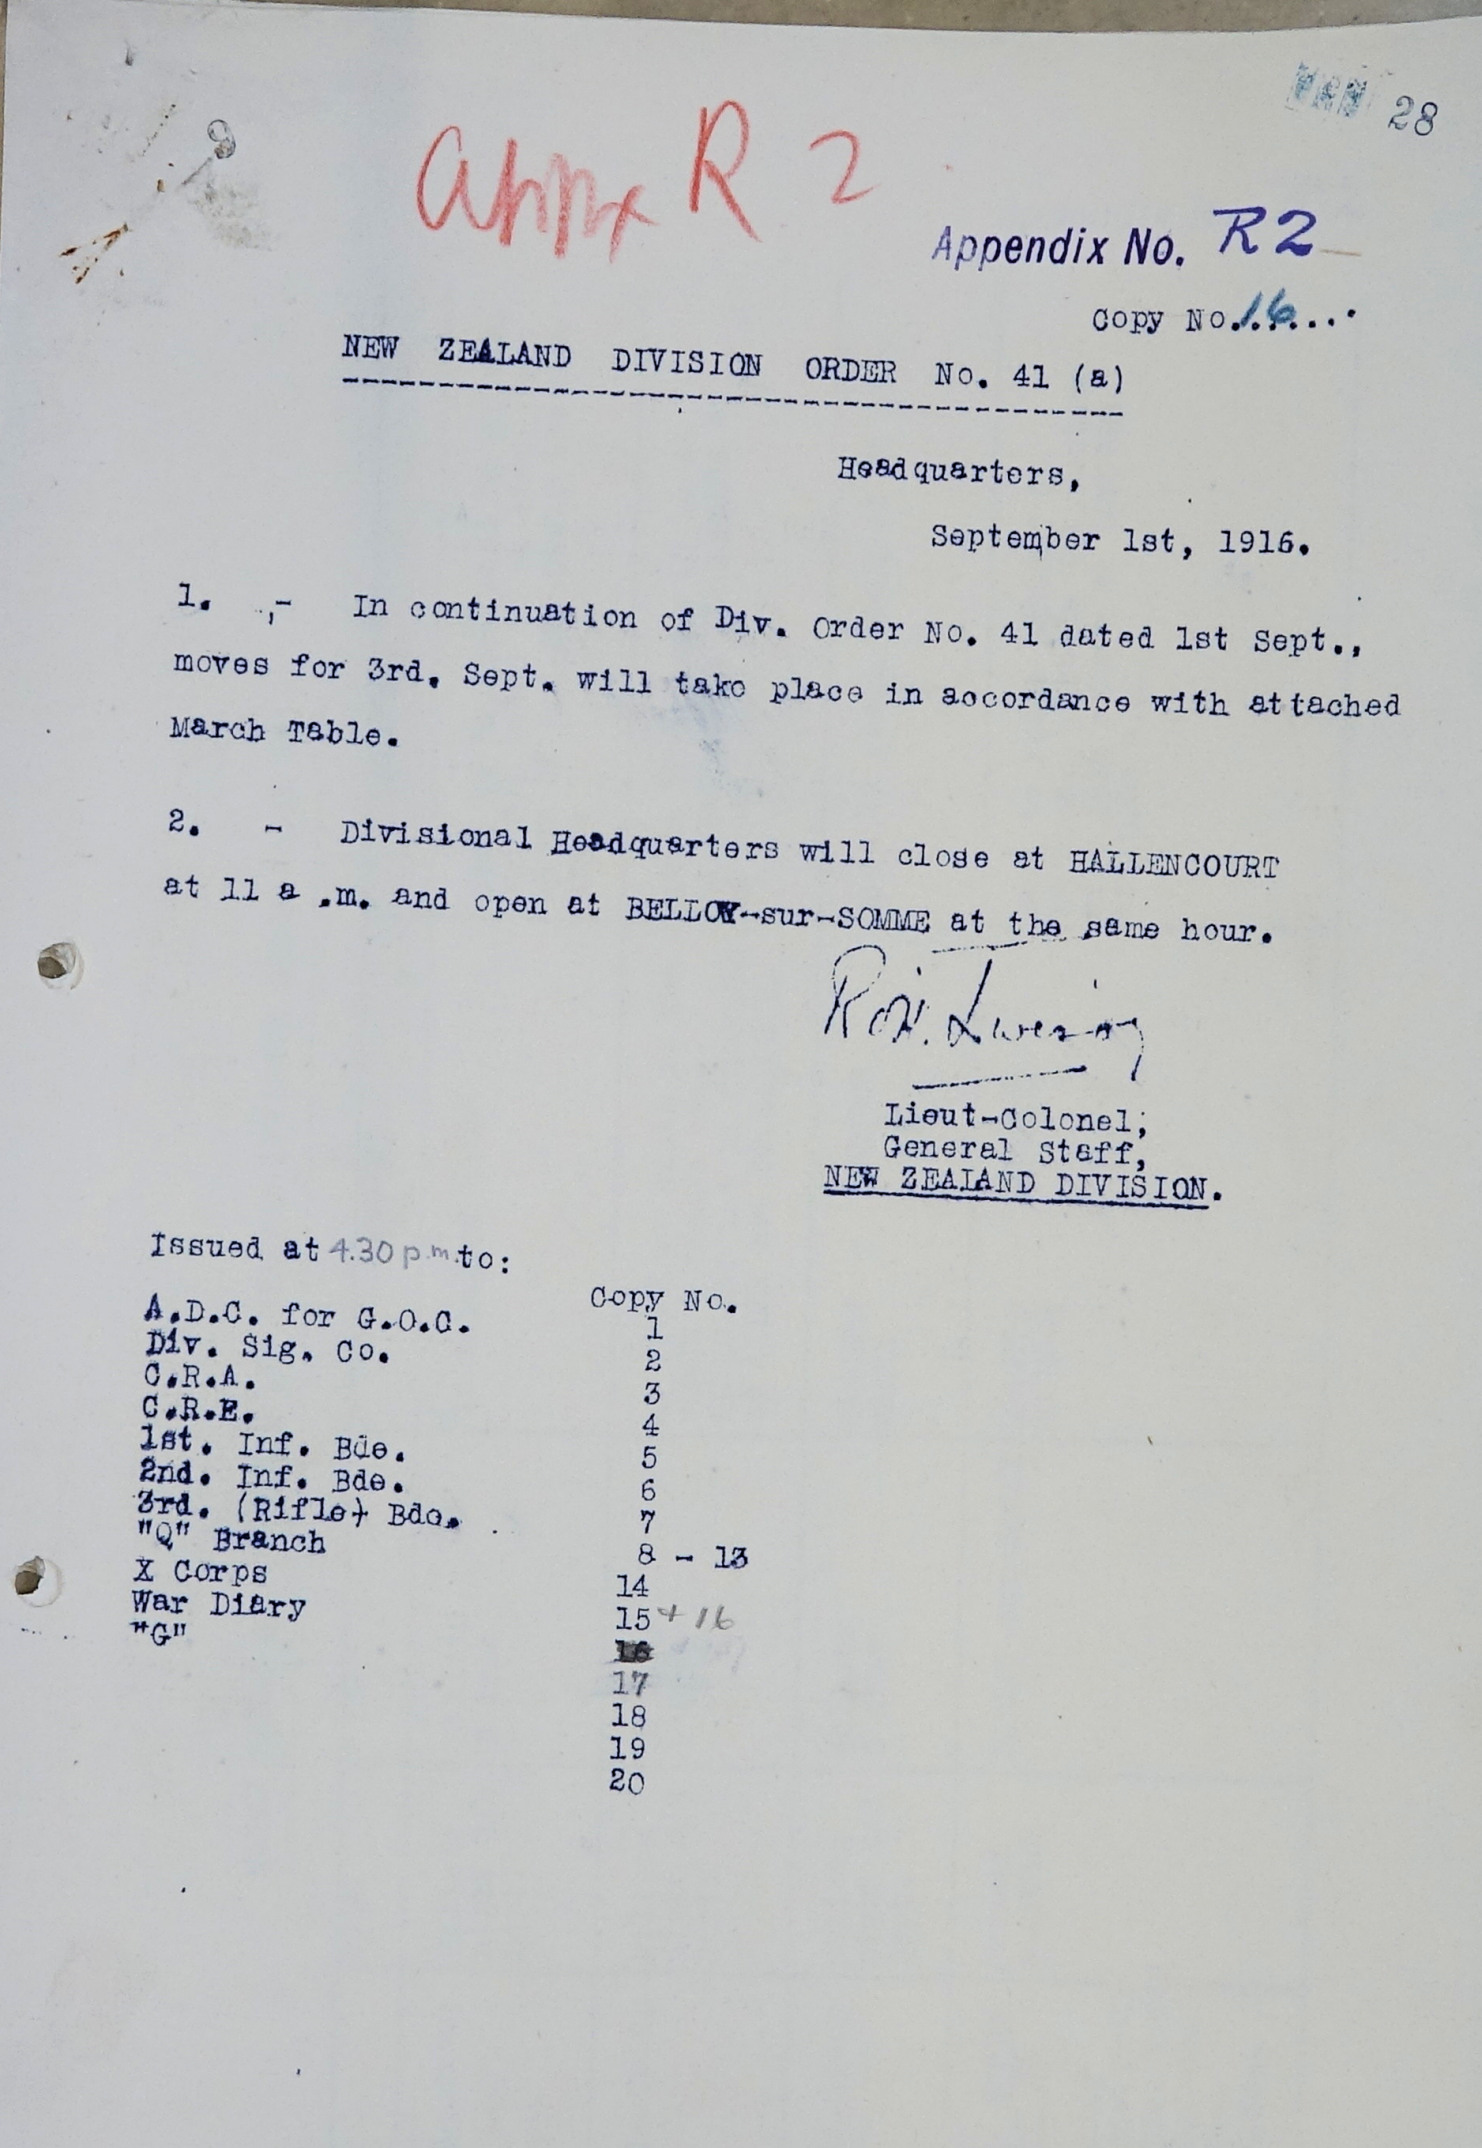 28
9
Appx R 2
Appendix No. R2
Copy No.16.....
NEW ZEALAND DIVISION ORDER No. 41 (a)
Headquarters,
September 1st, 1916.
1. ,- In continuation of Div. Order No. 41 dated 1st Sept.,
moves for 3rd. Sept. will take place in accordance with attached
March Table.
2. - Divisional Headquarters will close at HALLENCOURT
at 11 a .m. and open at BELLOY-sur-SOMME at the same hour.
Lieut-Colonel,
General Staff,
NEW ZEALAND DIVISION.
Issued at 4.30 p.m. to:
Copy No.
A.D.C. for G.O.C. 1
Div. Sig. Co. 2
C.R.A. 3
C.R.E. 4
1st. Inf. Bde. 5
2nd. Inf. Bde. 6
3rd. (Rifle) Bde. 7
"Q" Branch 8 - 13
X Corps 14
War Diary 15 + 16
"G" 16
17
18
19
20